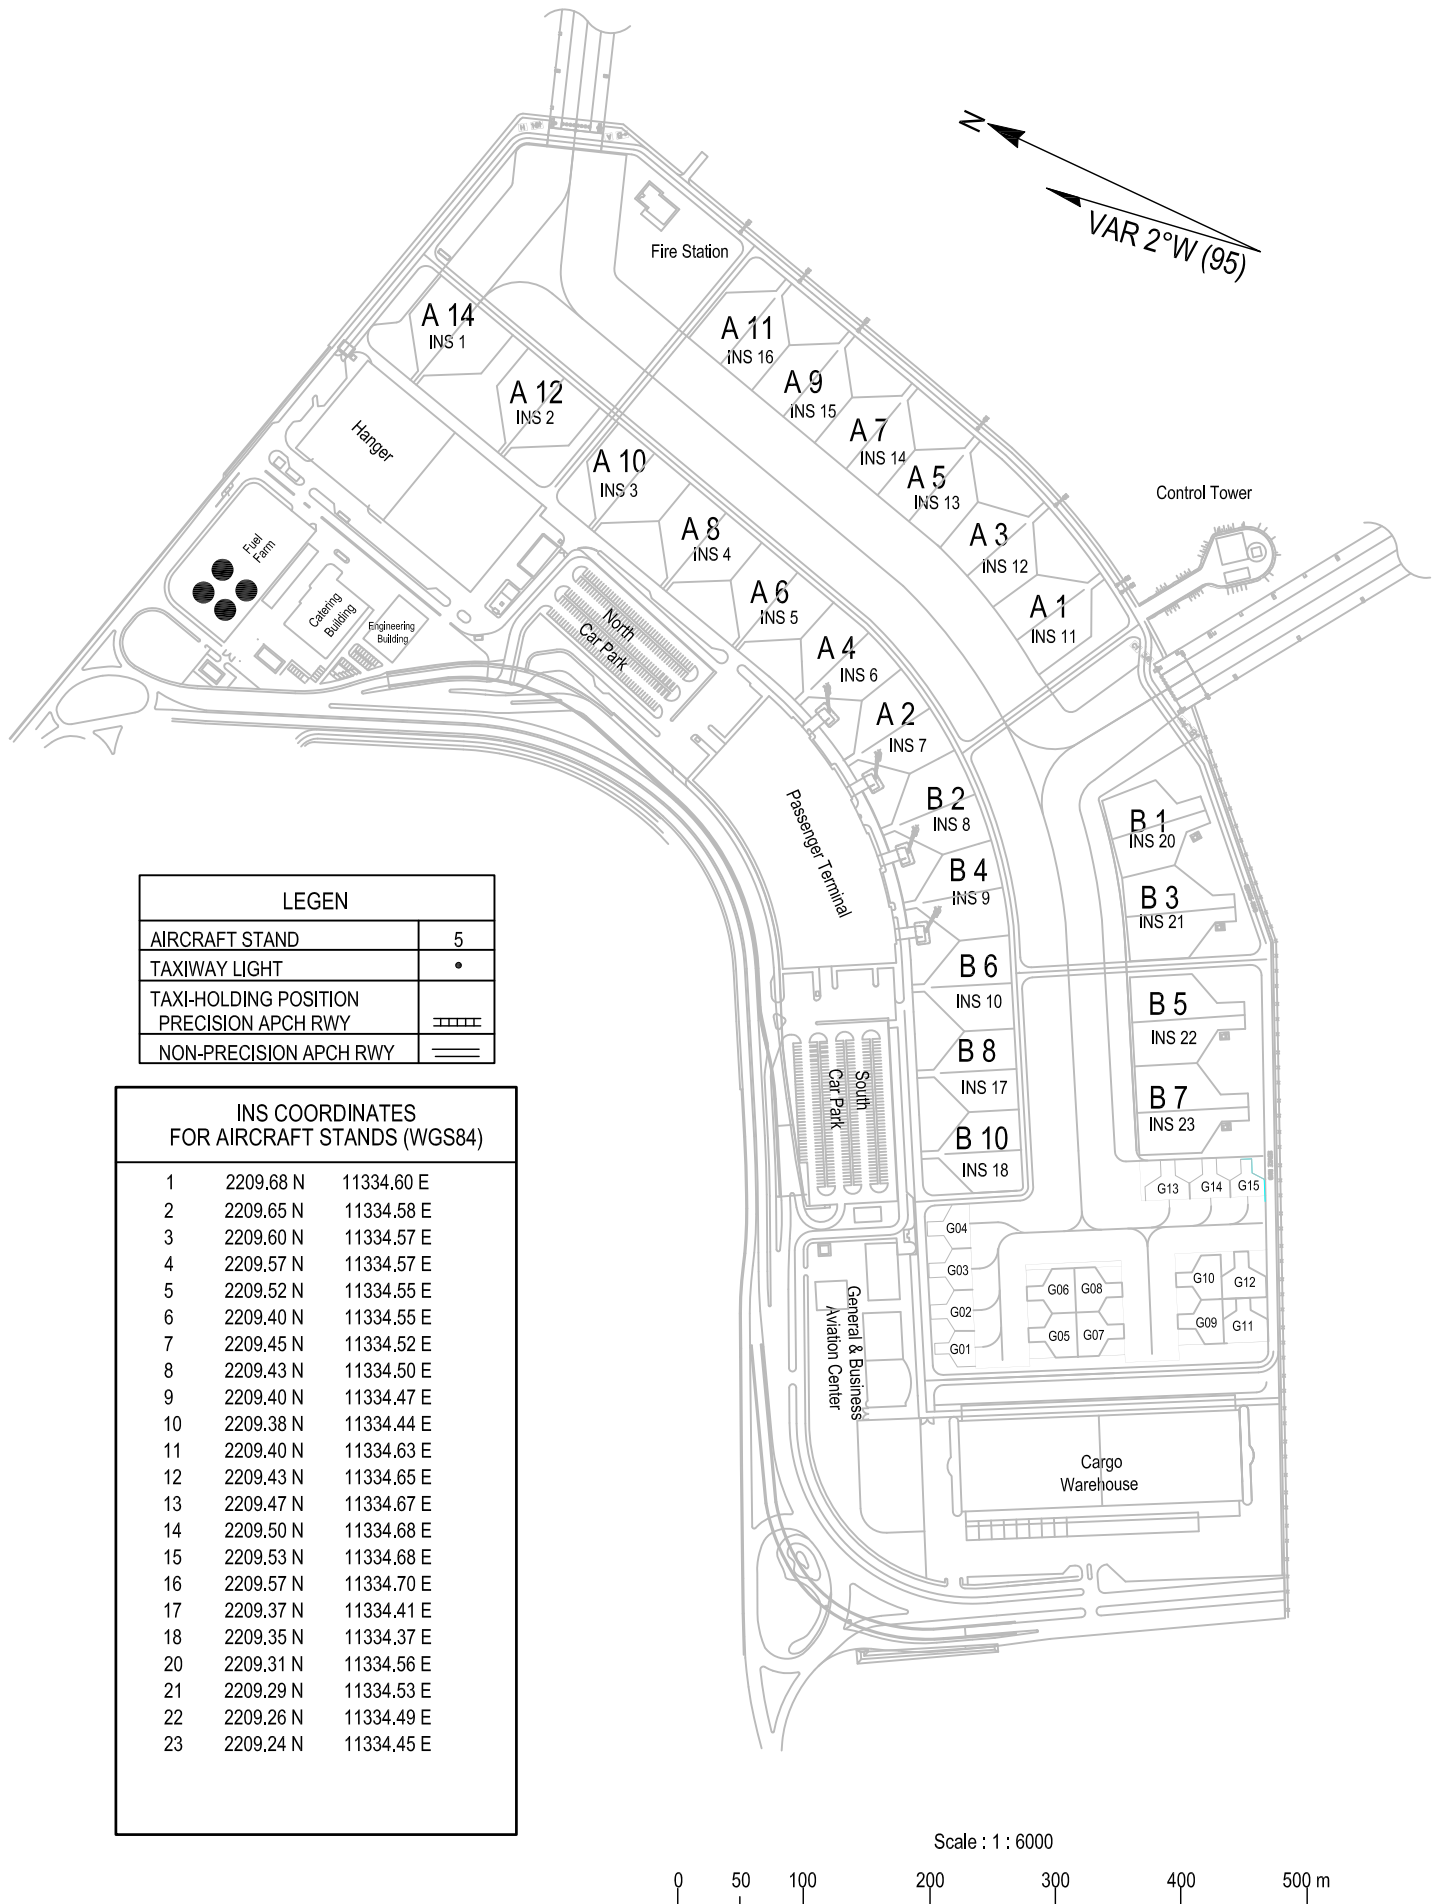 N
VAR 2°W (95)
Fire Station
A 14
INS 1
A 11
INS 16
A 12
INS 2
A 9
INS 15
Hanger
A 7
INS 14
A 10
INS 3
A 5
INS 13
Control Tower
A 8
INS 4
A 3
INS 12
Fuel
Farm
A 6
INS 5
A 1
INS 11
Catering
Building
Engineering
Building
North
Car Park
A 4
INS 6
A 2
INS 7
Passenger Terminal
B 2
INS 8
B 1
INS 20
B 4
INS 9
B 3
INS 21
B 6
INS 10
B 5
INS 22
B 8
INS 17
B 7
INS 23
South
Car Park
B 10
INS 18
G13
G14
G15
G04
G03
G02
G01
G06
G08
G05
G07
G10
G12
G09
G11
General & Business
Aviation Center
Cargo
Warehouse
LEGEN
AIRCRAFT STAND 5
TAXIWAY LIGHT
TAXI-HOLDING POSITION
PRECISION APCH RWY
NON-PRECISION APCH RWY
INS COORDINATES
FOR AIRCRAFT STANDS (WGS84)
1 2209.68 N 11334.60 E
2 2209.65 N 11334.58 E
3 2209.60 N 11334.57 E
4 2209.57 N 11334.57 E
5 2209.52 N 11334.55 E
6 2209.40 N 11334.55 E
7 2209.45 N 11334.52 E
8 2209.43 N 11334.50 E
9 2209.40 N 11334.47 E
10 2209.38 N 11334.44 E
11 2209.40 N 11334.63 E
12 2209.43 N 11334.65 E
13 2209.47 N 11334.67 E
14 2209.50 N 11334.68 E
15 2209.53 N 11334.68 E
16 2209.57 N 11334.70 E
17 2209.37 N 11334.41 E
18 2209.35 N 11334.37 E
20 2209.31 N 11334.56 E
21 2209.29 N 11334.53 E
22 2209.26 N 11334.49 E
23 2209.24 N 11334.45 E
Scale : 1 : 6000
0 50 100 200 300 400 500 m